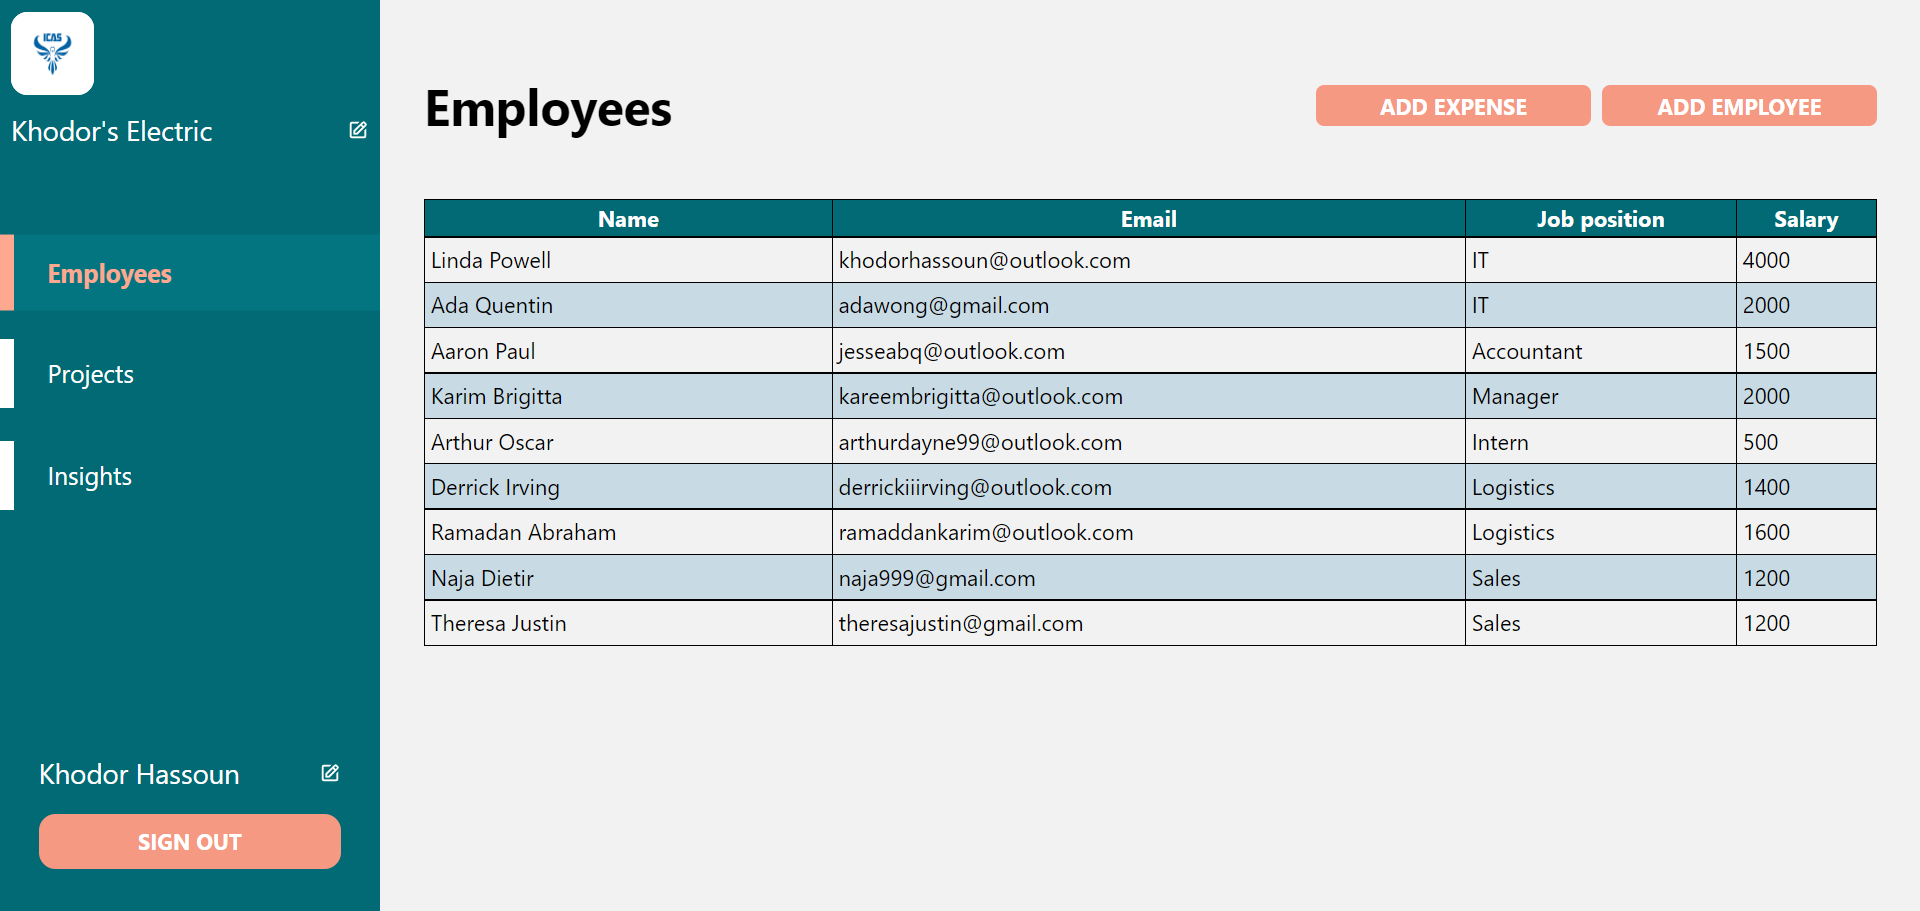 ICAS
Khodor's Electric
Employees
Projects
Insights
Khodor Hassoun
SIGN OUT
Employees
ADD EXPENSE ADD EMPLOYEE
Name Email Job position Salary
Linda Powell khodorhassoun@outlook.com IT 4000
Ada Quentin adawong@gmail.com IT 2000
Aaron Paul jesseabq@outlook.com Accountant 1500
Karim Brigitta kareembrigitta@outlook.com Manager 2000
Arthur Oscar arthurdayne99@outlook.com Intern 500
Derrick Irving derrickiiirving@outlook.com Logistics 1400
Ramadan Abraham ramaddankarim@outlook.com Logistics 1600
Naja Dietir naja999@gmail.com Sales 1200
Theresa Justin theresajustin@gmail.com Sales 1200